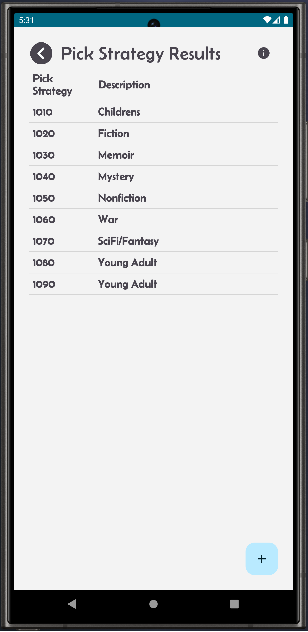 5:31
Pick Strategy Results
Pick
Strategy Description
1010 Childrens
1020 Fiction
1030 Memoir
1040 Mystery
1050 Nonfiction
1060 War
1070 SciFi/Fantasy
1080 Young Adult
1090 Young Adult
+